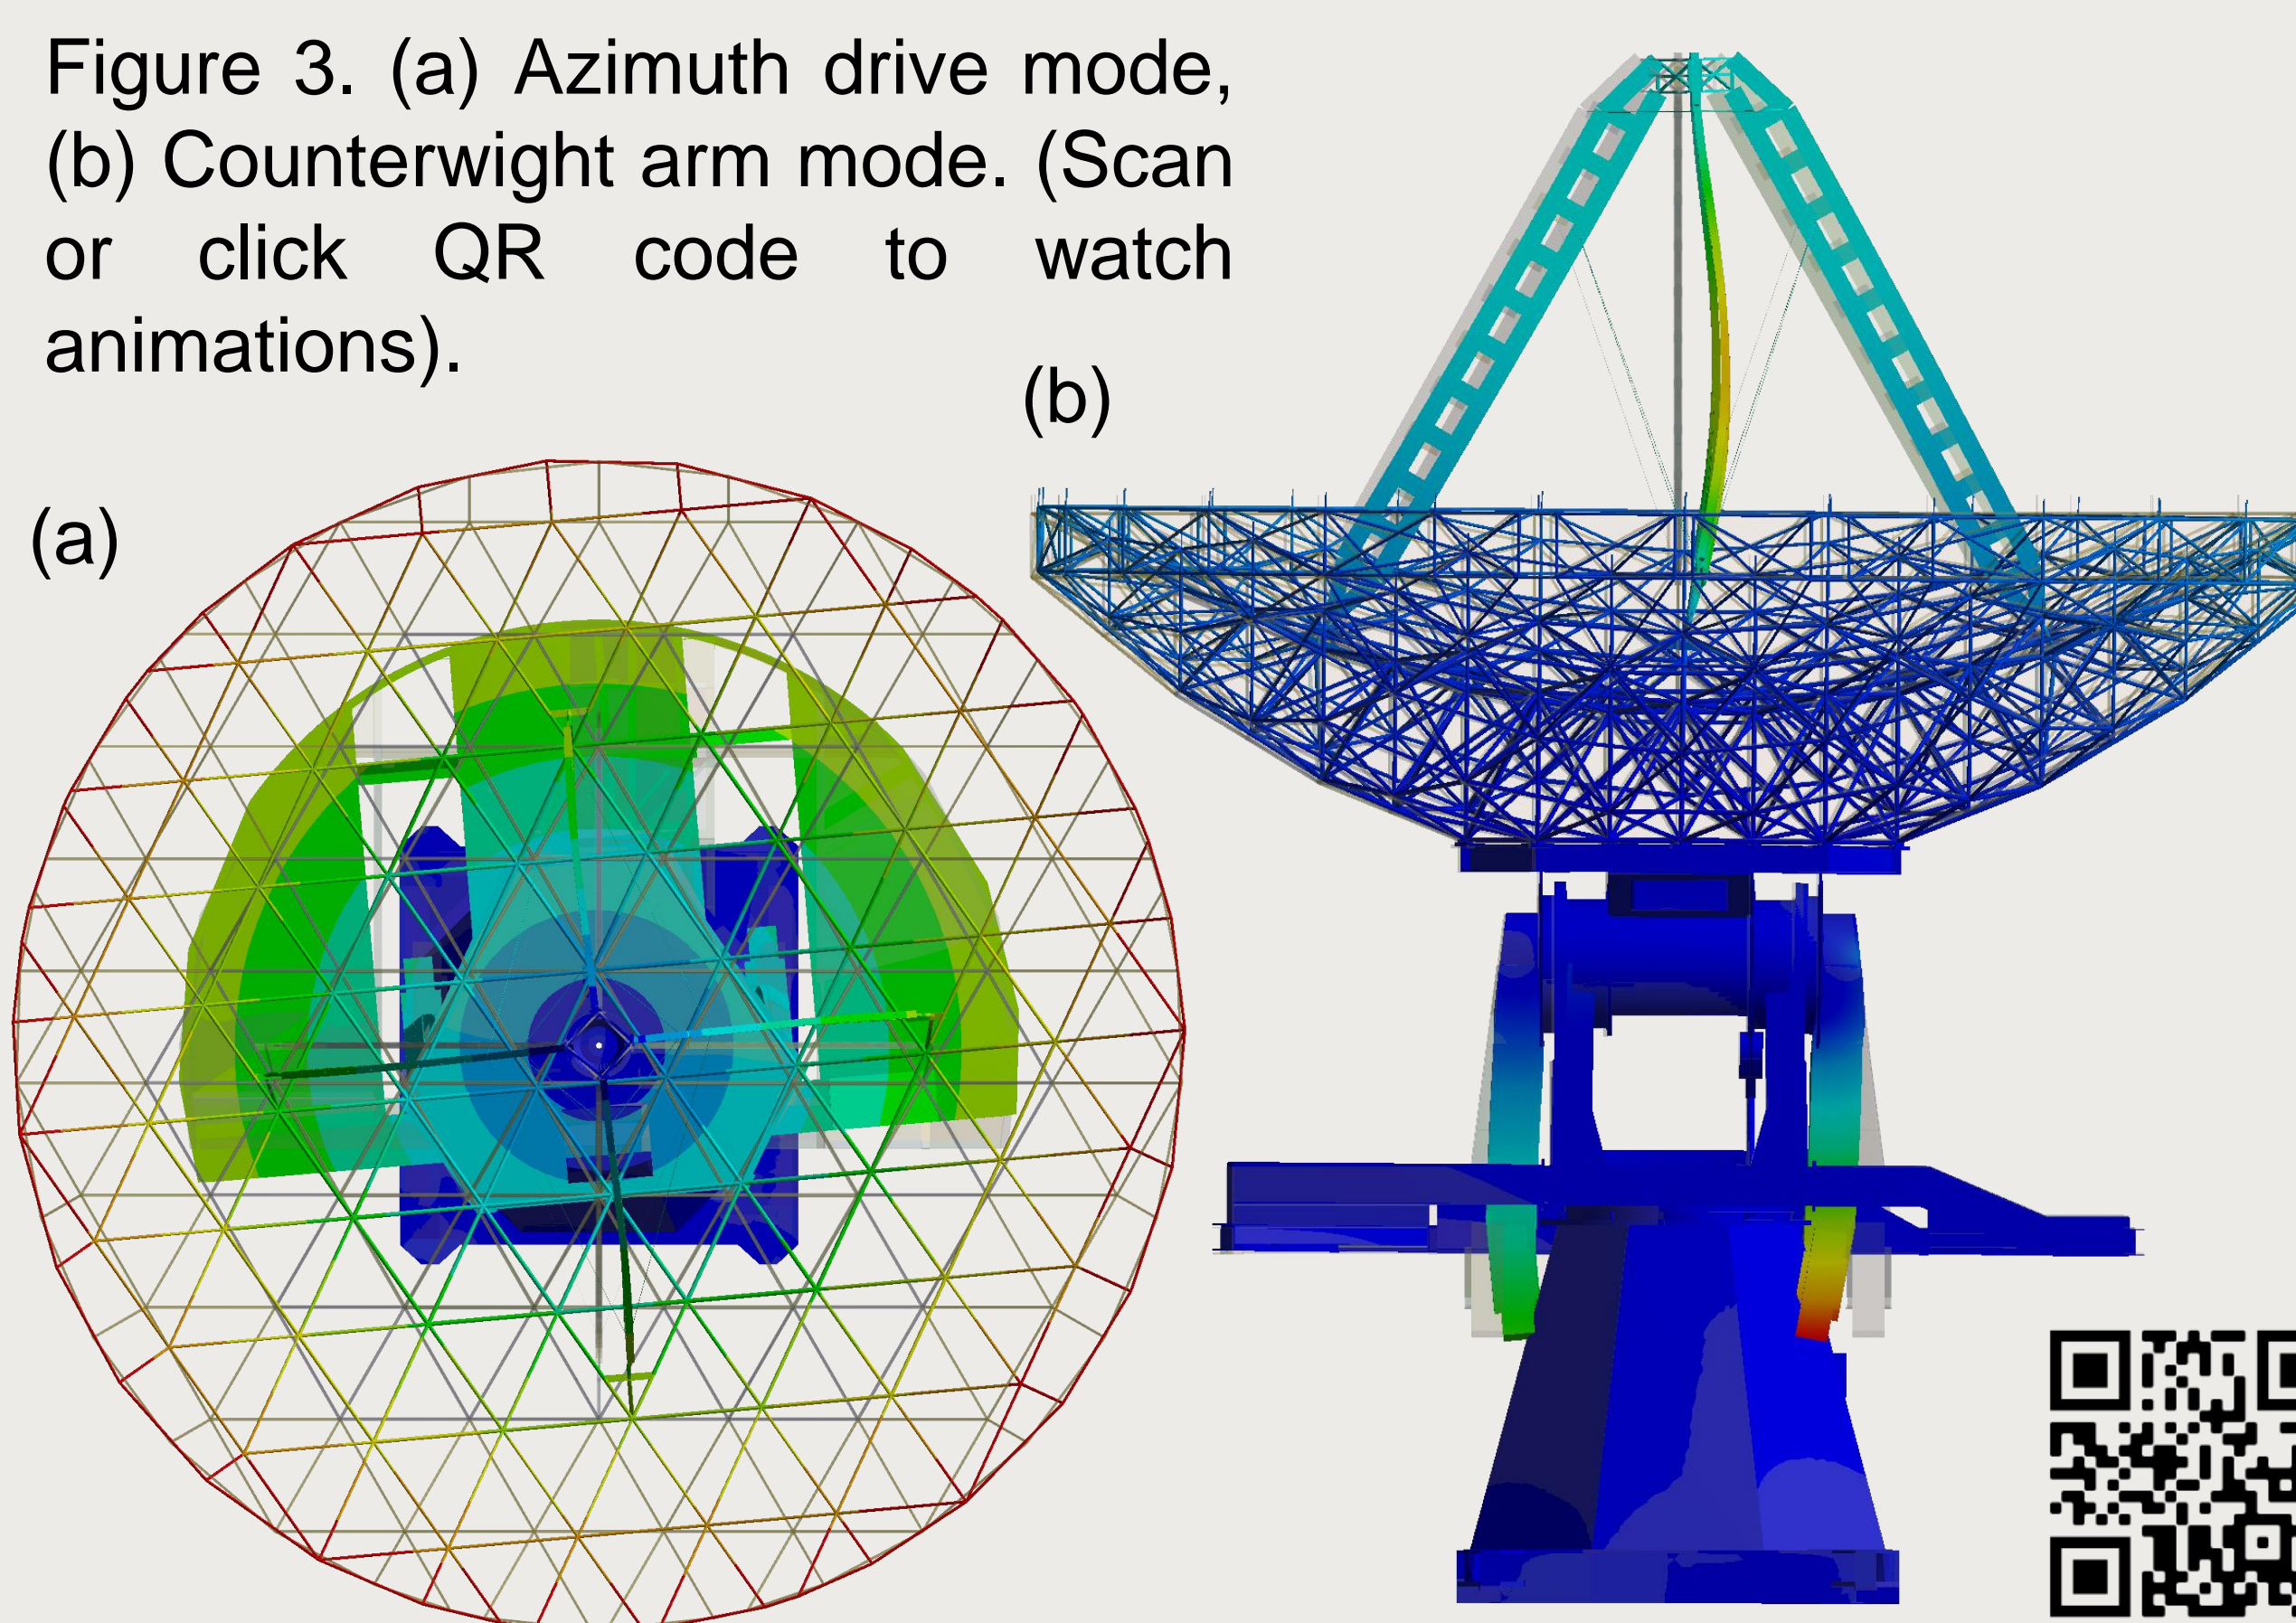 Figure 3. (a) Azimuth drive mode,
(b) Counterwight arm mode. (Scan
or click QR code to watch
animations).
(b)
(a)